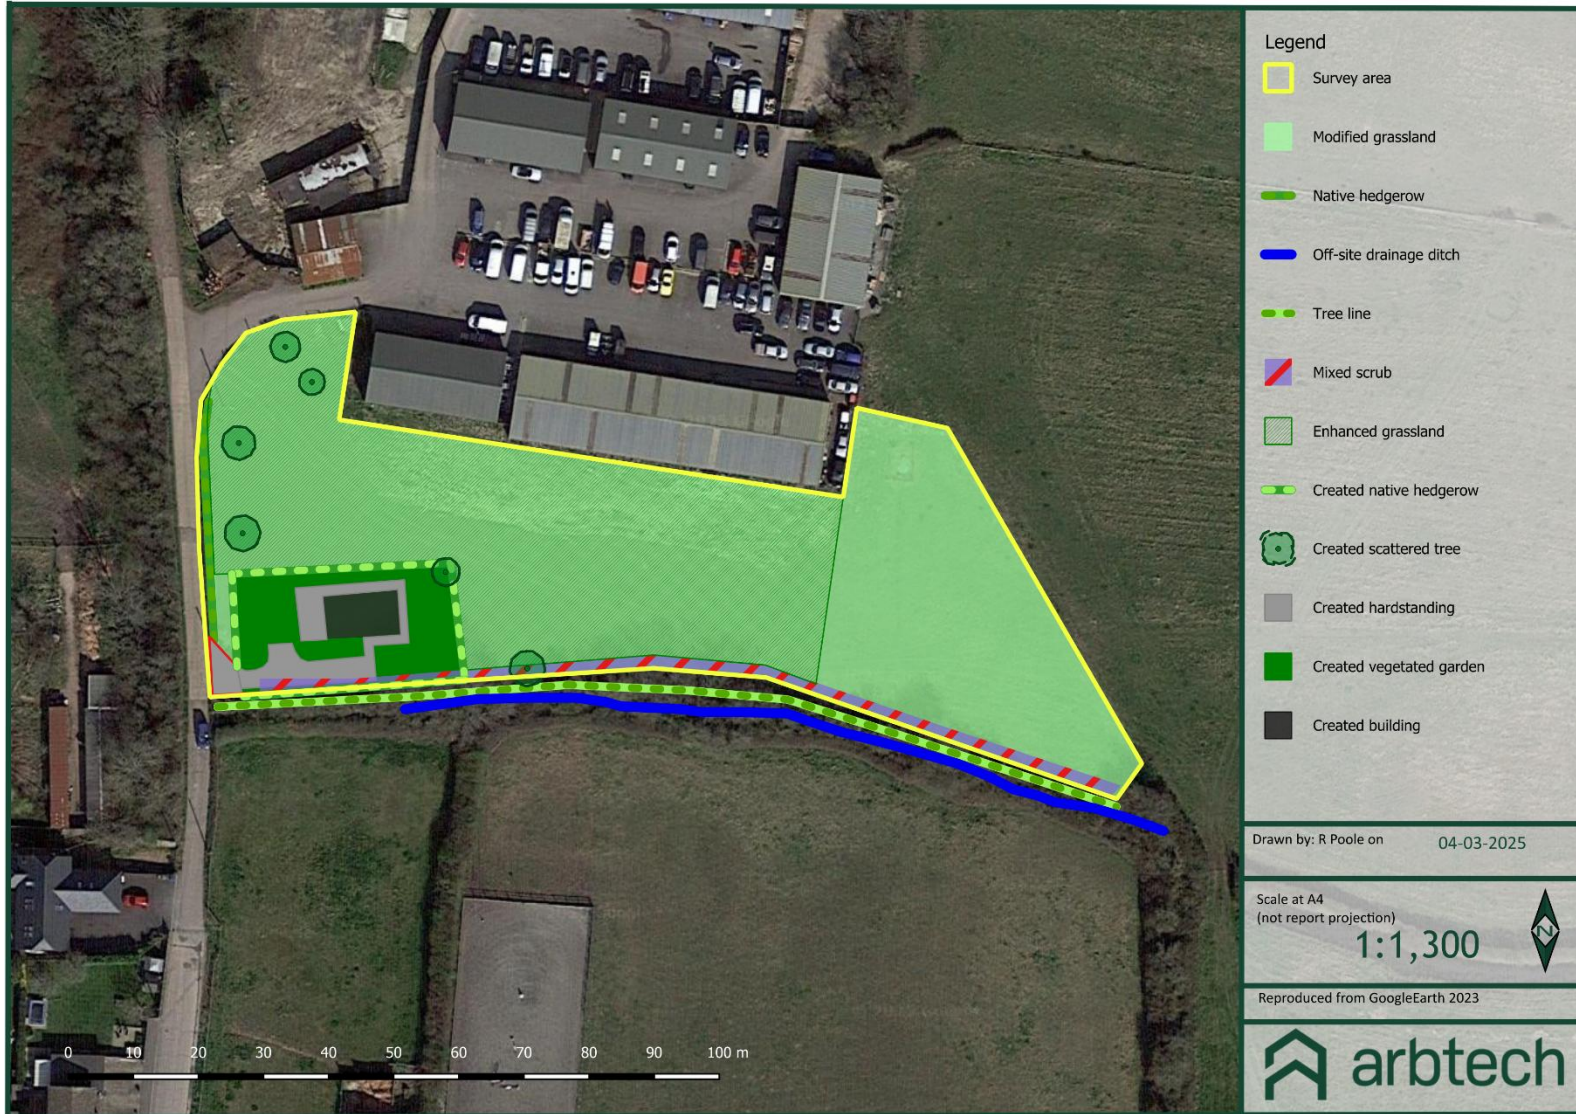 Legend
Survey area
Modified grassland
Native hedgerow
Off-site drainage ditch
Tree line
Mixed scrub
Enhanced grassland
Created native hedgerow
Created scattered tree
Created hardstanding
Created vegetated garden
Created building
Drawn by: R Poole on 04-03-2025
Scale at A4
(not report projection)
1:1,300
N
Reproduced from GoogleEarth 2023
arbtech
0 10 20 30 40 50 60 70 80 90 100 m